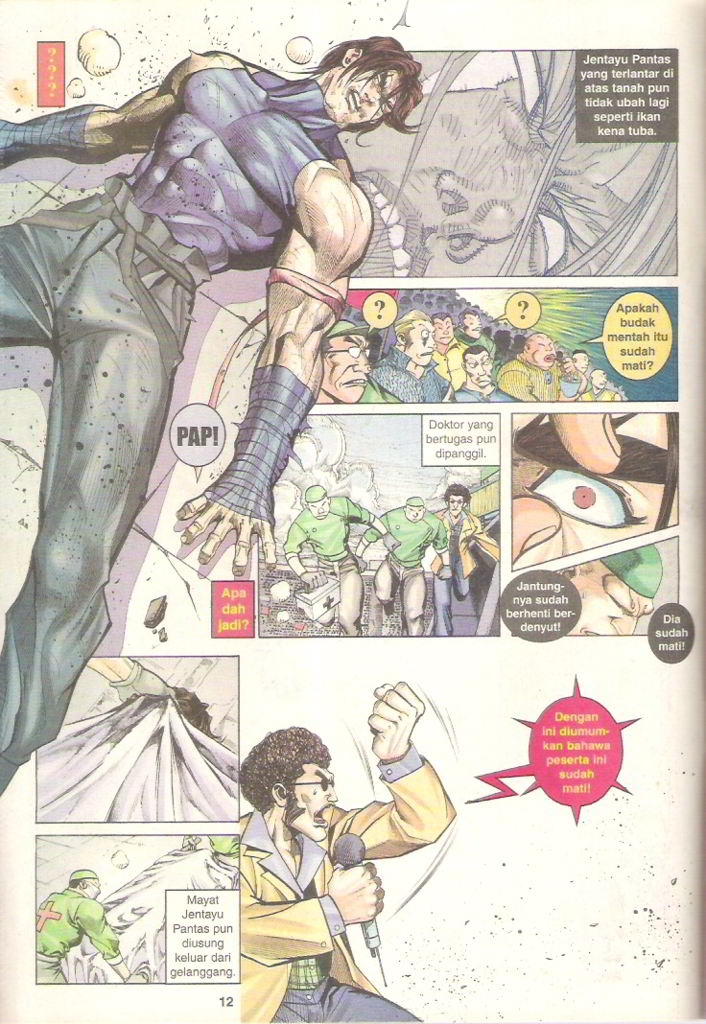 ? ? ?
Jentayu Pantas
yang terlantar di
atas tanah pun
tidak ubah lagi
seperti ikan
kena tuba.
?
?
Apakah
budak
mentah itu
sudah
mati?
PAP!
Doktor yang
bertugas pun
dipanggil.
Apa
dah
jadi?
Jantung-
nya sudah
berhenti ber-
denyut!
Dia
sudah
mati!
Dengan
ini diumum-
kan bahawa
peserta ini
sudah
mati!
Mayat
Jentayu
Pantas pun
diusung
keluar dari
gelanggang.
12